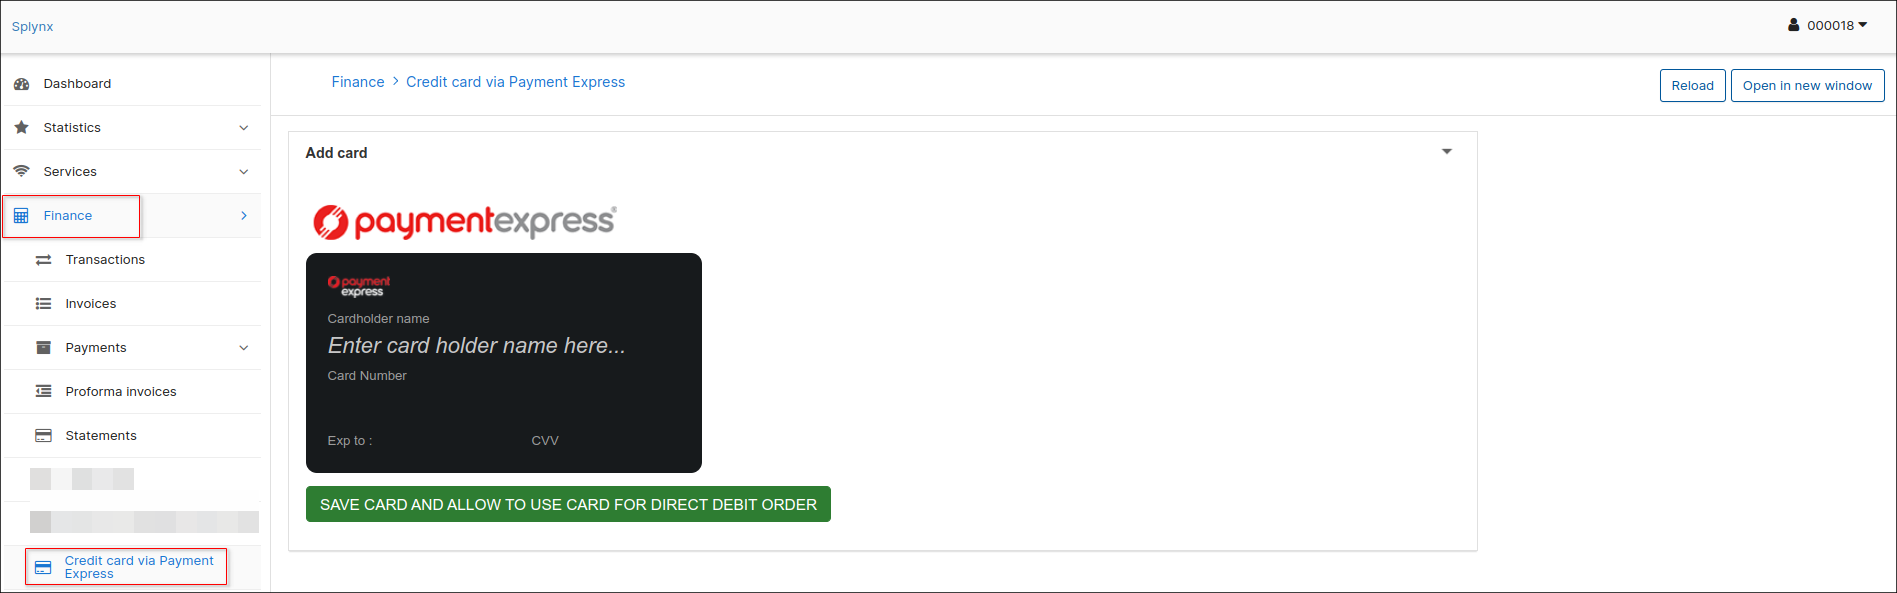 Splynx
000018
Dashboard
Statistics
Services
Finance
Transactions
Invoices
Payments
Proforma invoices
Statements
Credit card via Payment
Express
Finance > Credit card via Payment Express
Reload
Open in new window
Add card
paymentexpress®
payment
express
Cardholder name
Enter card holder name here...
Card Number
Exp to :
CVV
SAVE CARD AND ALLOW TO USE CARD FOR DIRECT DEBIT ORDER